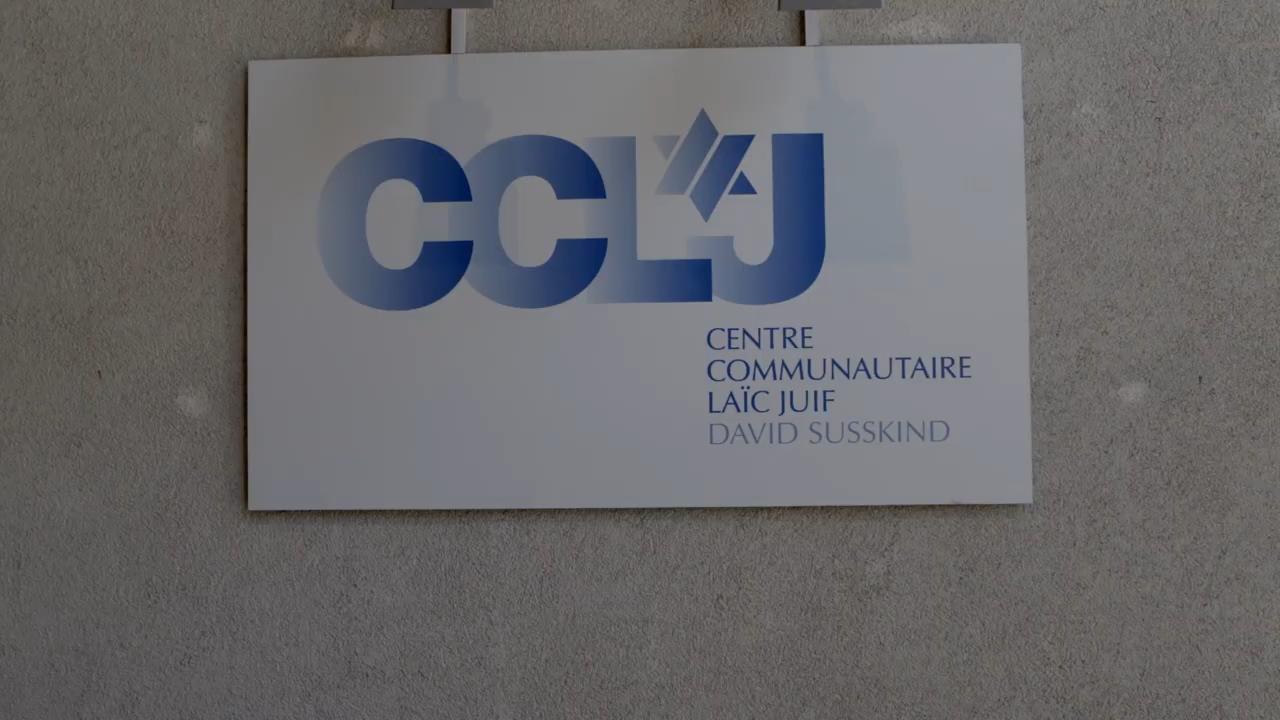 CCLJ
CENTRE
COMMUNAUTAIRE
LAÏC JUIF
DAVID SUSSKIND